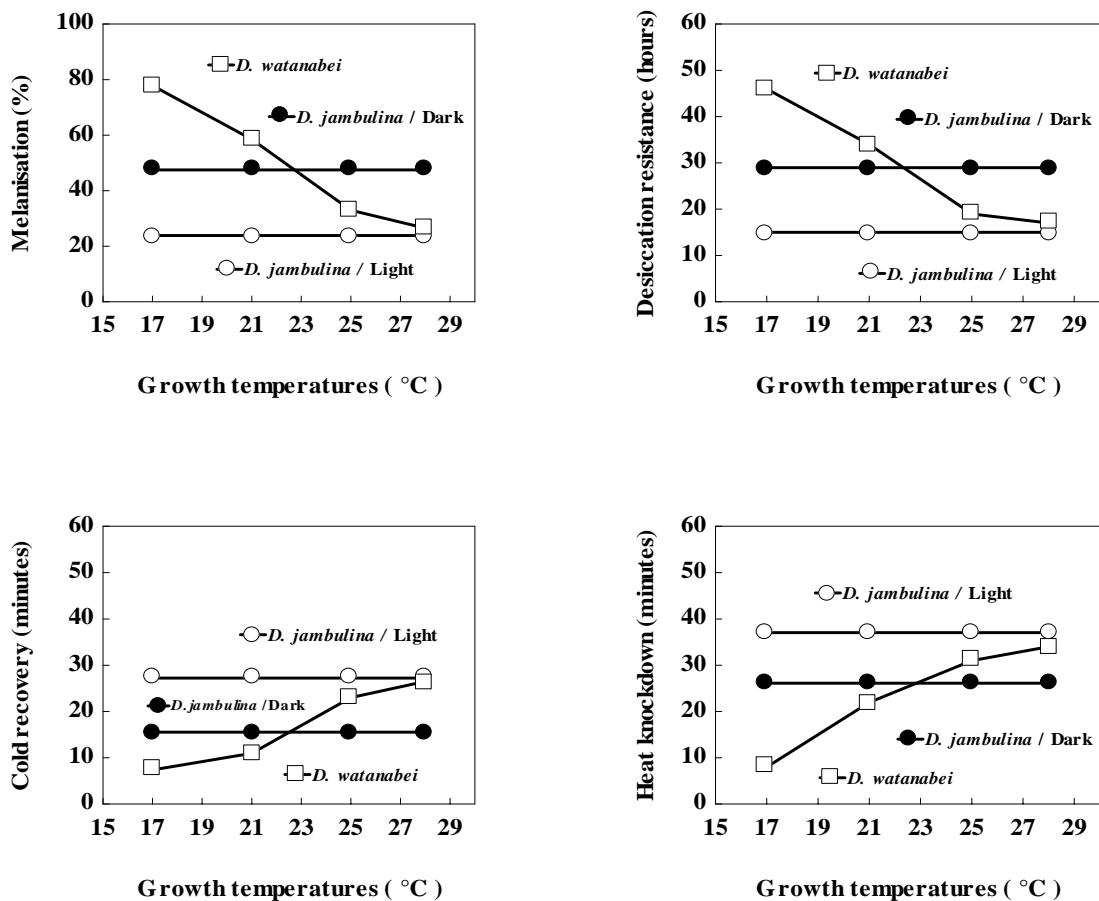 Melanisation (%)
100
80
60
40
20
0
D. watanabei
D. jambulina / Dark
D. jambulina / Light
15 17 19 21 23 25 27 29
Growth temperatures ( °C )
Desiccation resistance (hours)
60
50
40
30
20
10
0
D. watanabei
D. jambulina / Dark
D. jambulina / Light
15 17 19 21 23 25 27 29
Growth temperatures ( °C )
Cold recovery (minutes)
60
50
40
30
20
10
0
D. jambulina / Light
D. jambulina /Dark
D. watanabei
15 17 19 21 23 25 27 29
Growth temperatures ( °C )
Heat knockdown (minutes)
60
50
40
30
20
10
0
D. jambulina / Light
D. jambulina / Dark
D. watanabei
15 17 19 21 23 25 27 29
Growth temperatures ( °C )